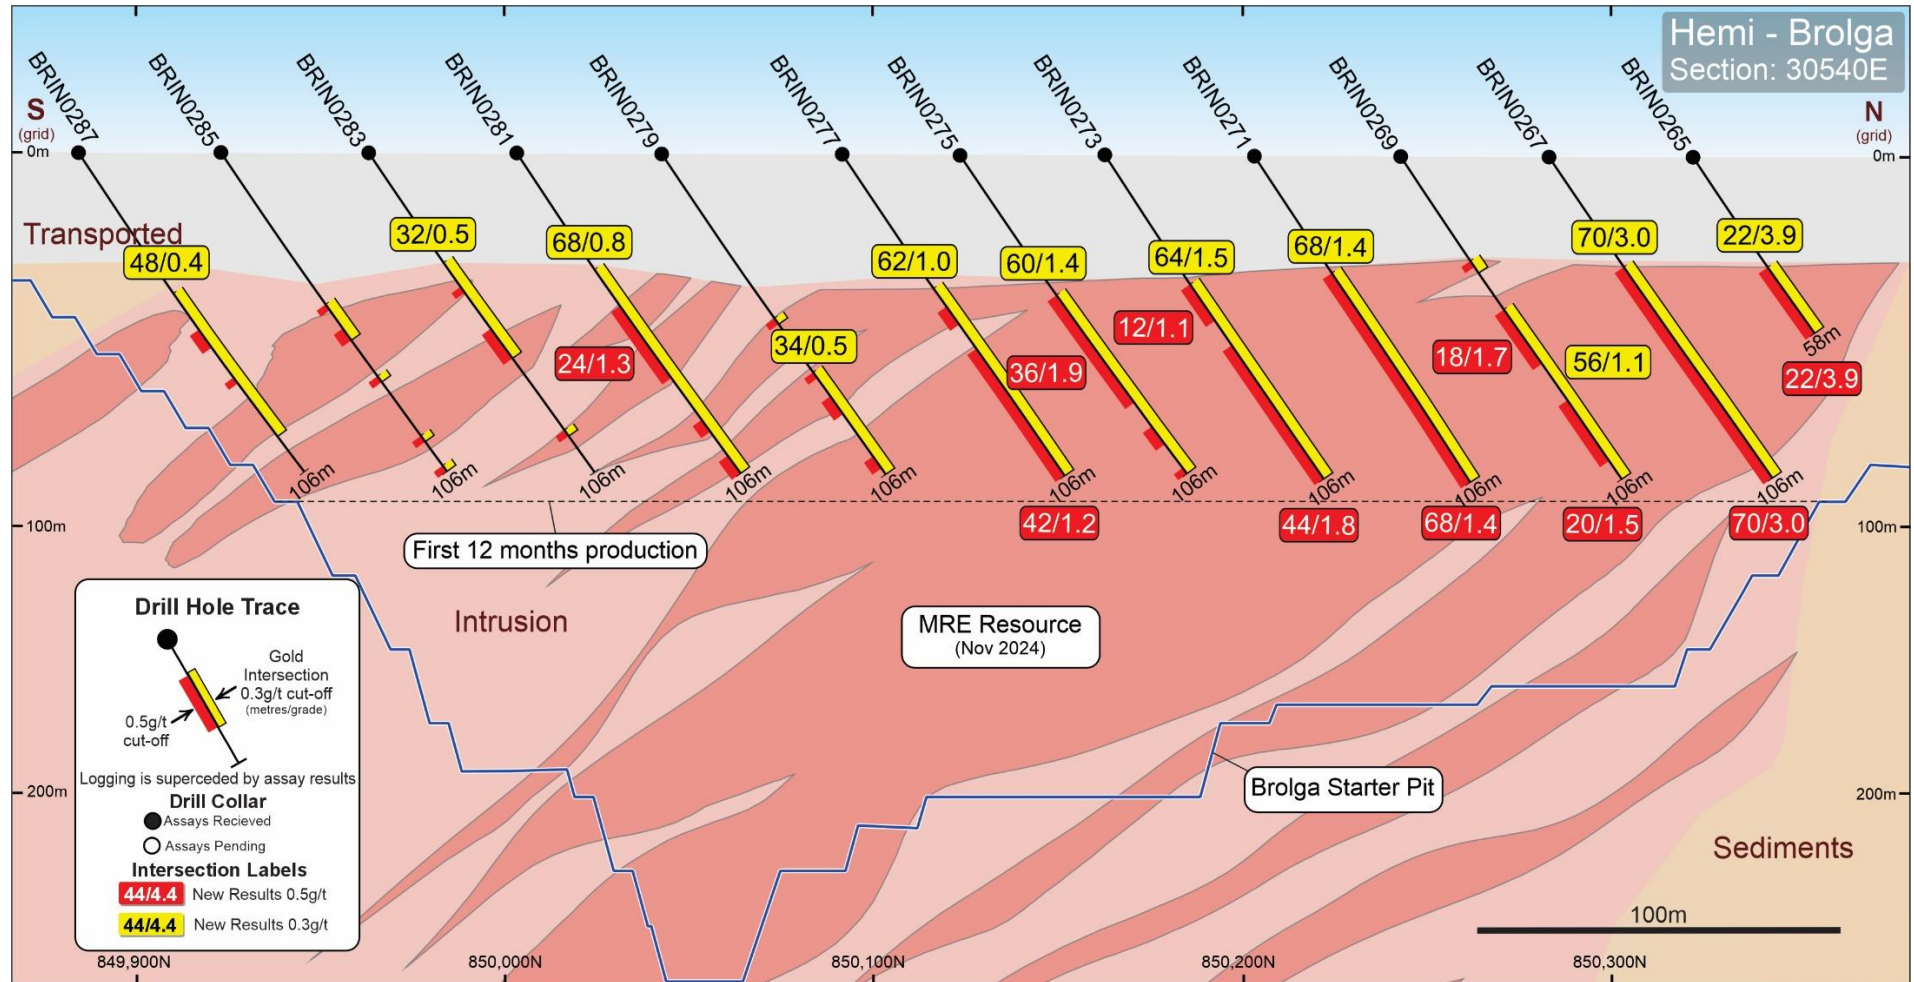 Hemi - Brolga
Section: 30540E
BRIN0287
BRIN0285
BRIN0283
BRIN0281
BRIN0279
BRIN0277
BRIN0275
BRIN0273
BRIN0271
BRIN0269
BRIN0267
BRIN0265
S
(grid)
N
(grid)
0m
0m
Transported
48/0.4
32/0.5
68/0.8
62/1.0
60/1.4
64/1.5
68/1.4
70/3.0
22/3.9
24/1.3
34/0.5
36/1.9
12/1.1
18/1.7
56/1.1
58m
22/3.9
106m
106m
106m
106m
106m
106m
106m
106m
106m
106m
106m
100m
100m
42/1.2
44/1.8
68/1.4
20/1.5
70/3.0
First 12 months production
Intrusion
MRE Resource
(Nov 2024)
Brolga Starter Pit
Sediments
200m
200m
Drill Hole Trace
Gold
Intersection
0.3g/t cut-off
(metres/grade)
0.5g/t
cut-off
Logging is superceded by assay results
Drill Collar
Assays Recieved
Assays Pending
Intersection Labels
44/4.4 New Results 0.5g/t
44/4.4 New Results 0.3g/t
100m
849,900N
850,000N
850,100N
850,200N
850,300N